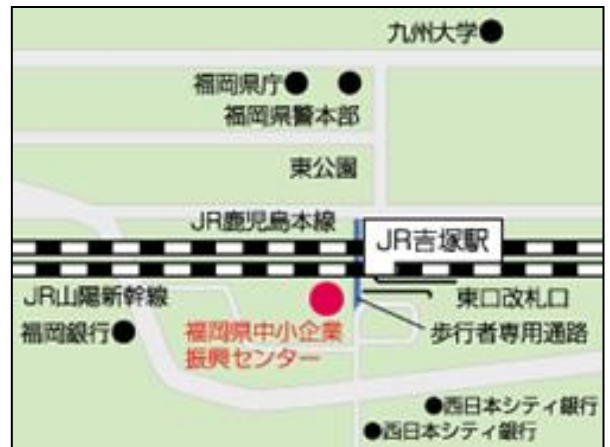 九州大学
福岡県庁
福岡県警本部
東公園
JR鹿児島本線
JR吉塚駅
JR山陽新幹線
東口改札口
福岡銀行
福岡県中小企業
振興センター
歩行者専用通路
西日本シティ銀行
西日本シティ銀行